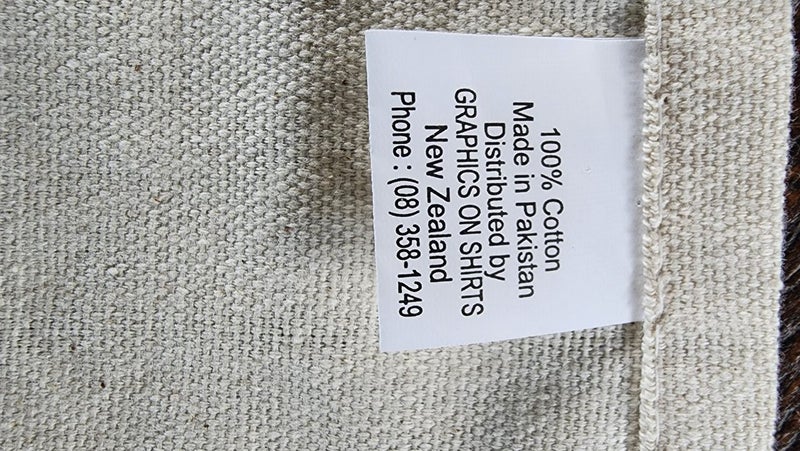 100% Cotton
Made in Pakistan
Distributed by
GRAPHICS ON SHIRTS
New Zealand
Phone : (08) 358-1249